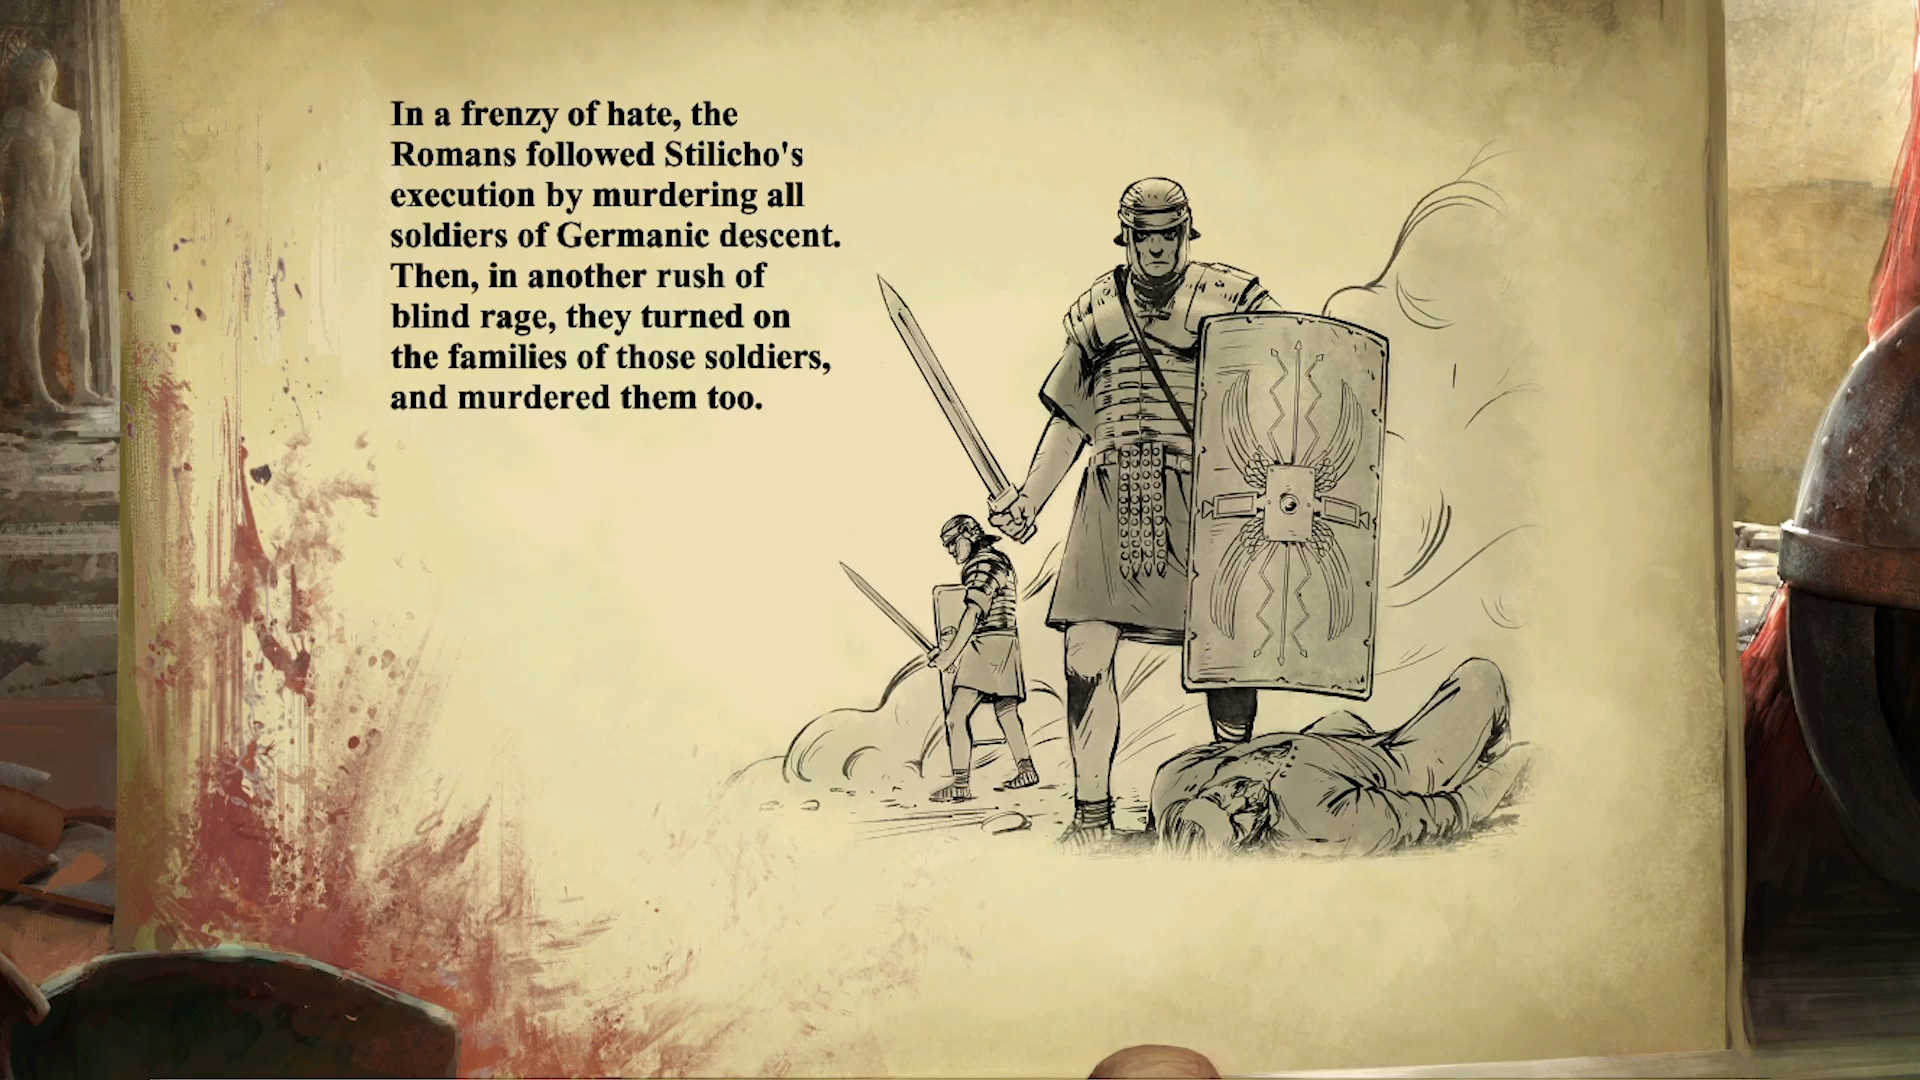 In a frenzy of hate, the
Romans followed Stilicho's
execution by murdering all
soldiers of Germanic descent.
Then, in another rush of
blind rage, they turned on
the families of those soldiers,
and murdered them too.